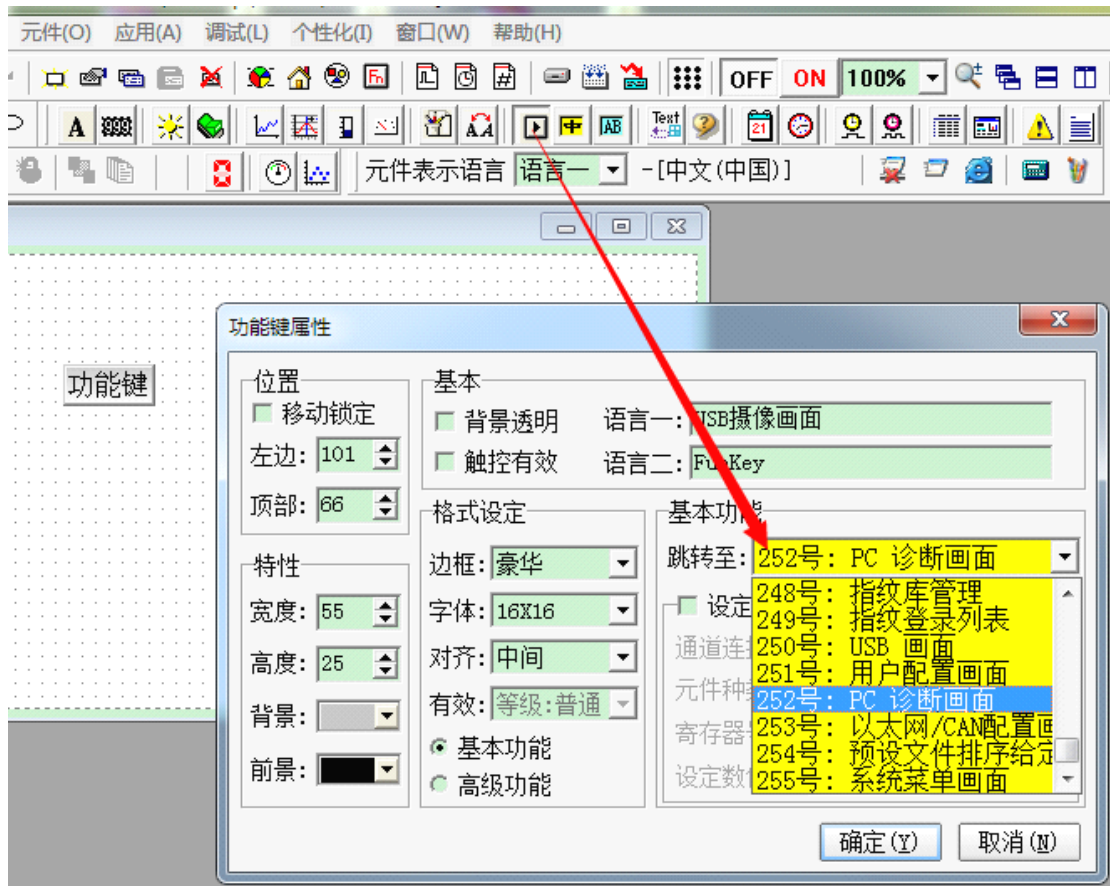 元件(O) 应用(A) 调试(L) 个性化(I) 窗口(W) 帮助(H)
OFF ON 100%
A Text 21 AB
元件表示语言 语言一 -[中文(中国)]
功能键属性
功能键
位置
移动锁定
左边: 101
顶部: 66
特性
宽度: 55
高度: 25
背景:
前景:
基本
背景透明 语言一: USB摄像画面
触控有效 语言二: FunKey
格式设定
边框: 豪华
字体: 16X16
对齐: 中间
有效: 等级:普通
基本功能
高级功能
基本功能
跳转至: 252号: PC 诊断画面
设定
通道连
元件种
寄存器
设定数
248号: 指纹库管理
249号: 指纹登录列表
250号: USB 画面
251号: 用户配置画面
252号: PC 诊断画面
253号: 以太网/CAN配置画
254号: 预设文件排序给定
255号: 系统菜单画面
确定(Y) 取消(N)